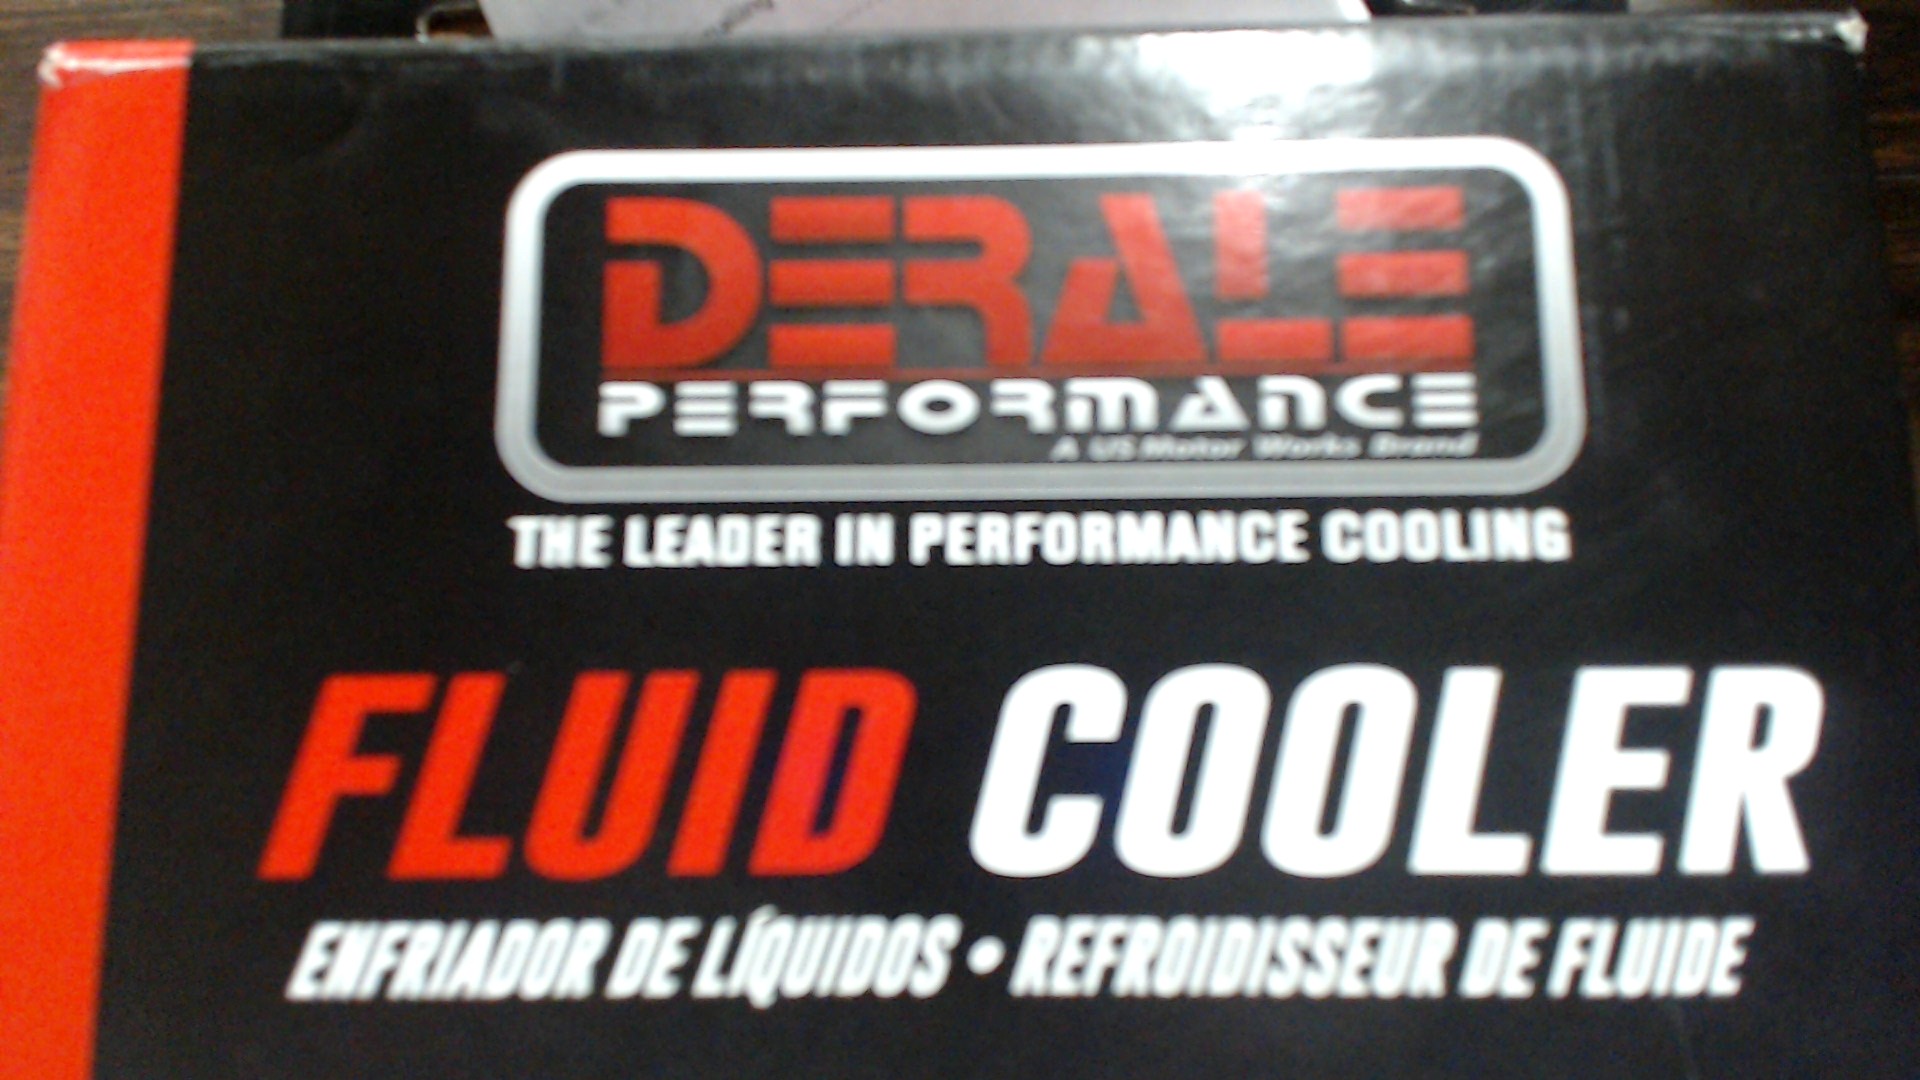 DERALE
PERFORMANCE
A US Motor Works Brand
THE LEADER IN PERFORMANCE COOLING
FLUID COOLER
ENFRIADOR DE LÍQUIDOS • REFROIDISSEUR DE FLUIDE